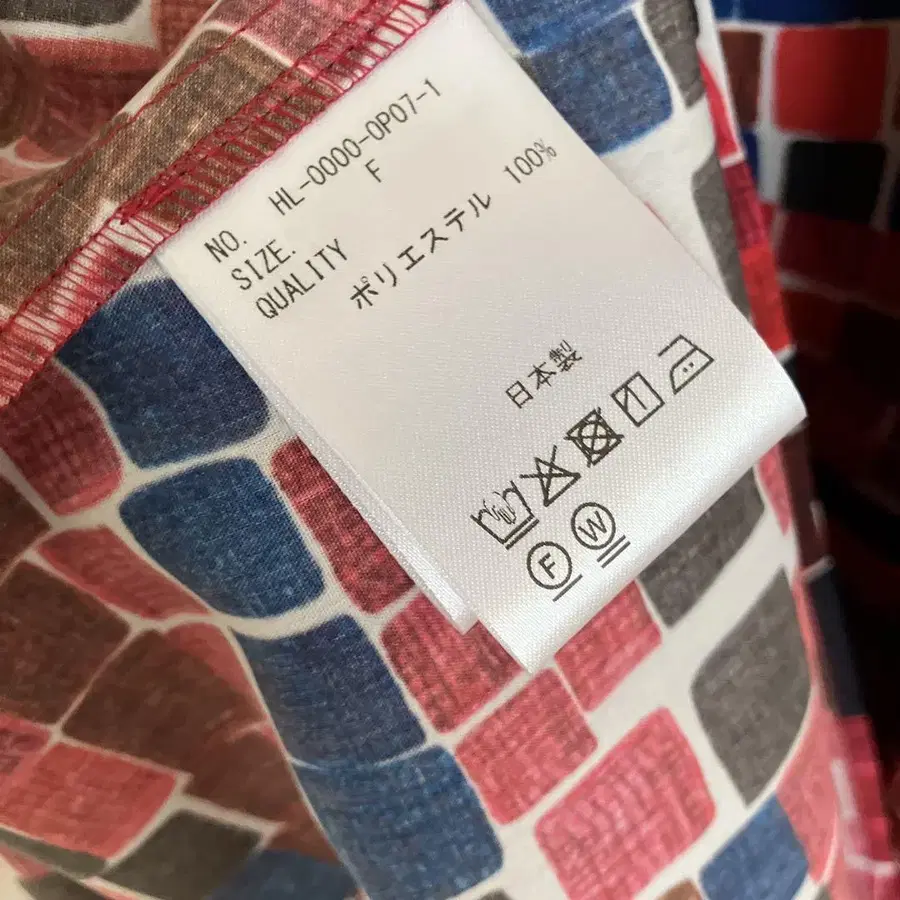 NO. HL-0000-OP07-1
SIZE. F
QUALITY ポリエステル 100%
日本製
F W